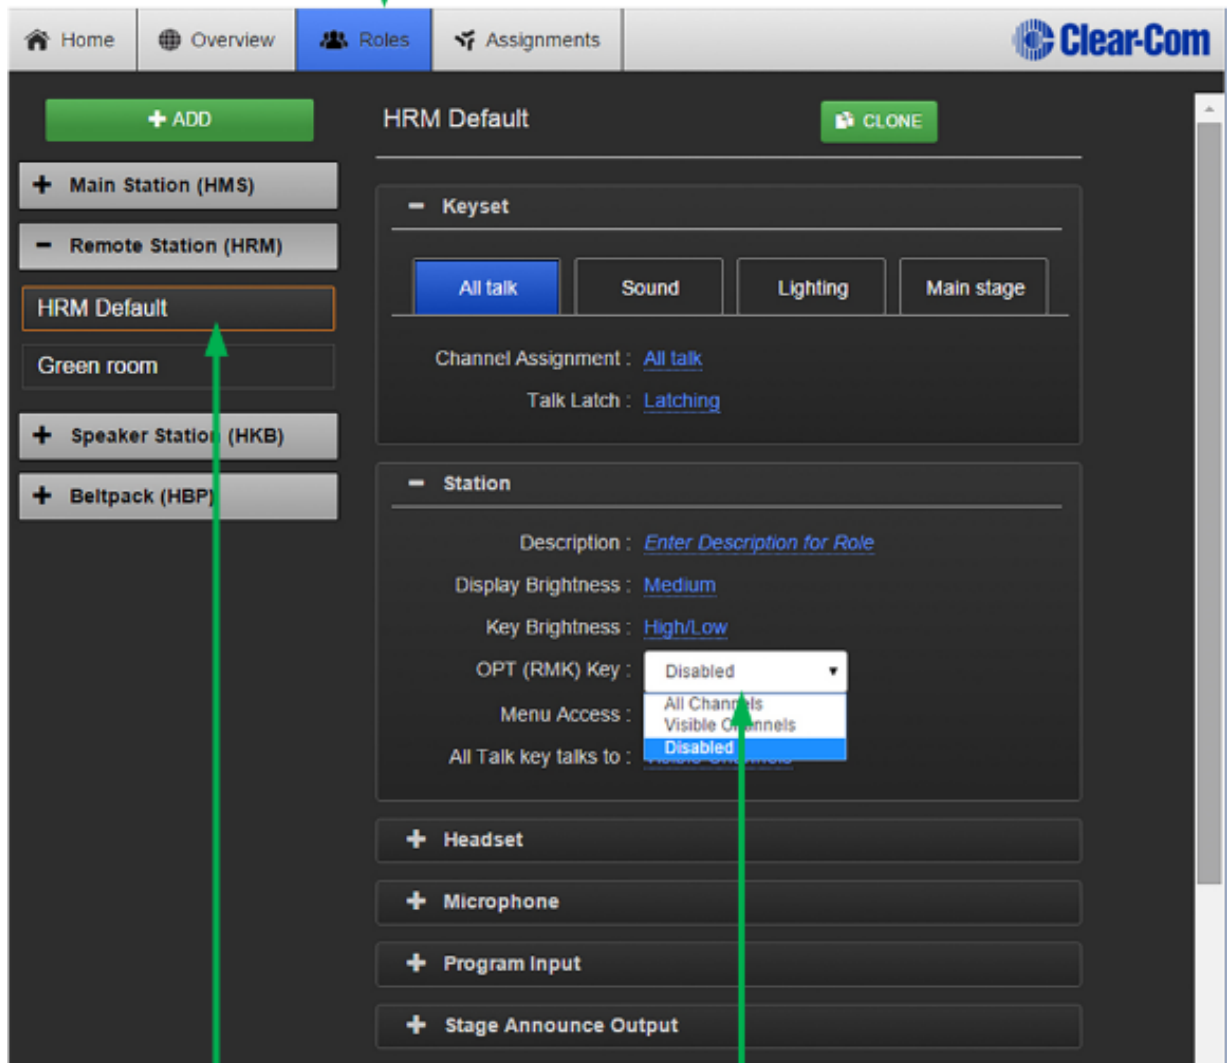 Home
Overview
Roles
Assignments
Clear-Com
ADD
Main Station (HMS)
Remote Station (HRM)
HRM Default
Green room
Speaker Station (HKB)
Beltpack (HBP)
HRM Default
CLONE
Keyset
All talk
Sound
Lighting
Main stage
Channel Assignment : All talk
Talk Latch : Latching
Station
Description : Enter Description for Role
Display Brightness : Medium
Key Brightness : High/Low
OPT (RMK) Key : Disabled
All Channels
Visible Channels
Disabled
Menu Access :
All Talk key talks to :
Headset
Microphone
Program Input
Stage Announce Output